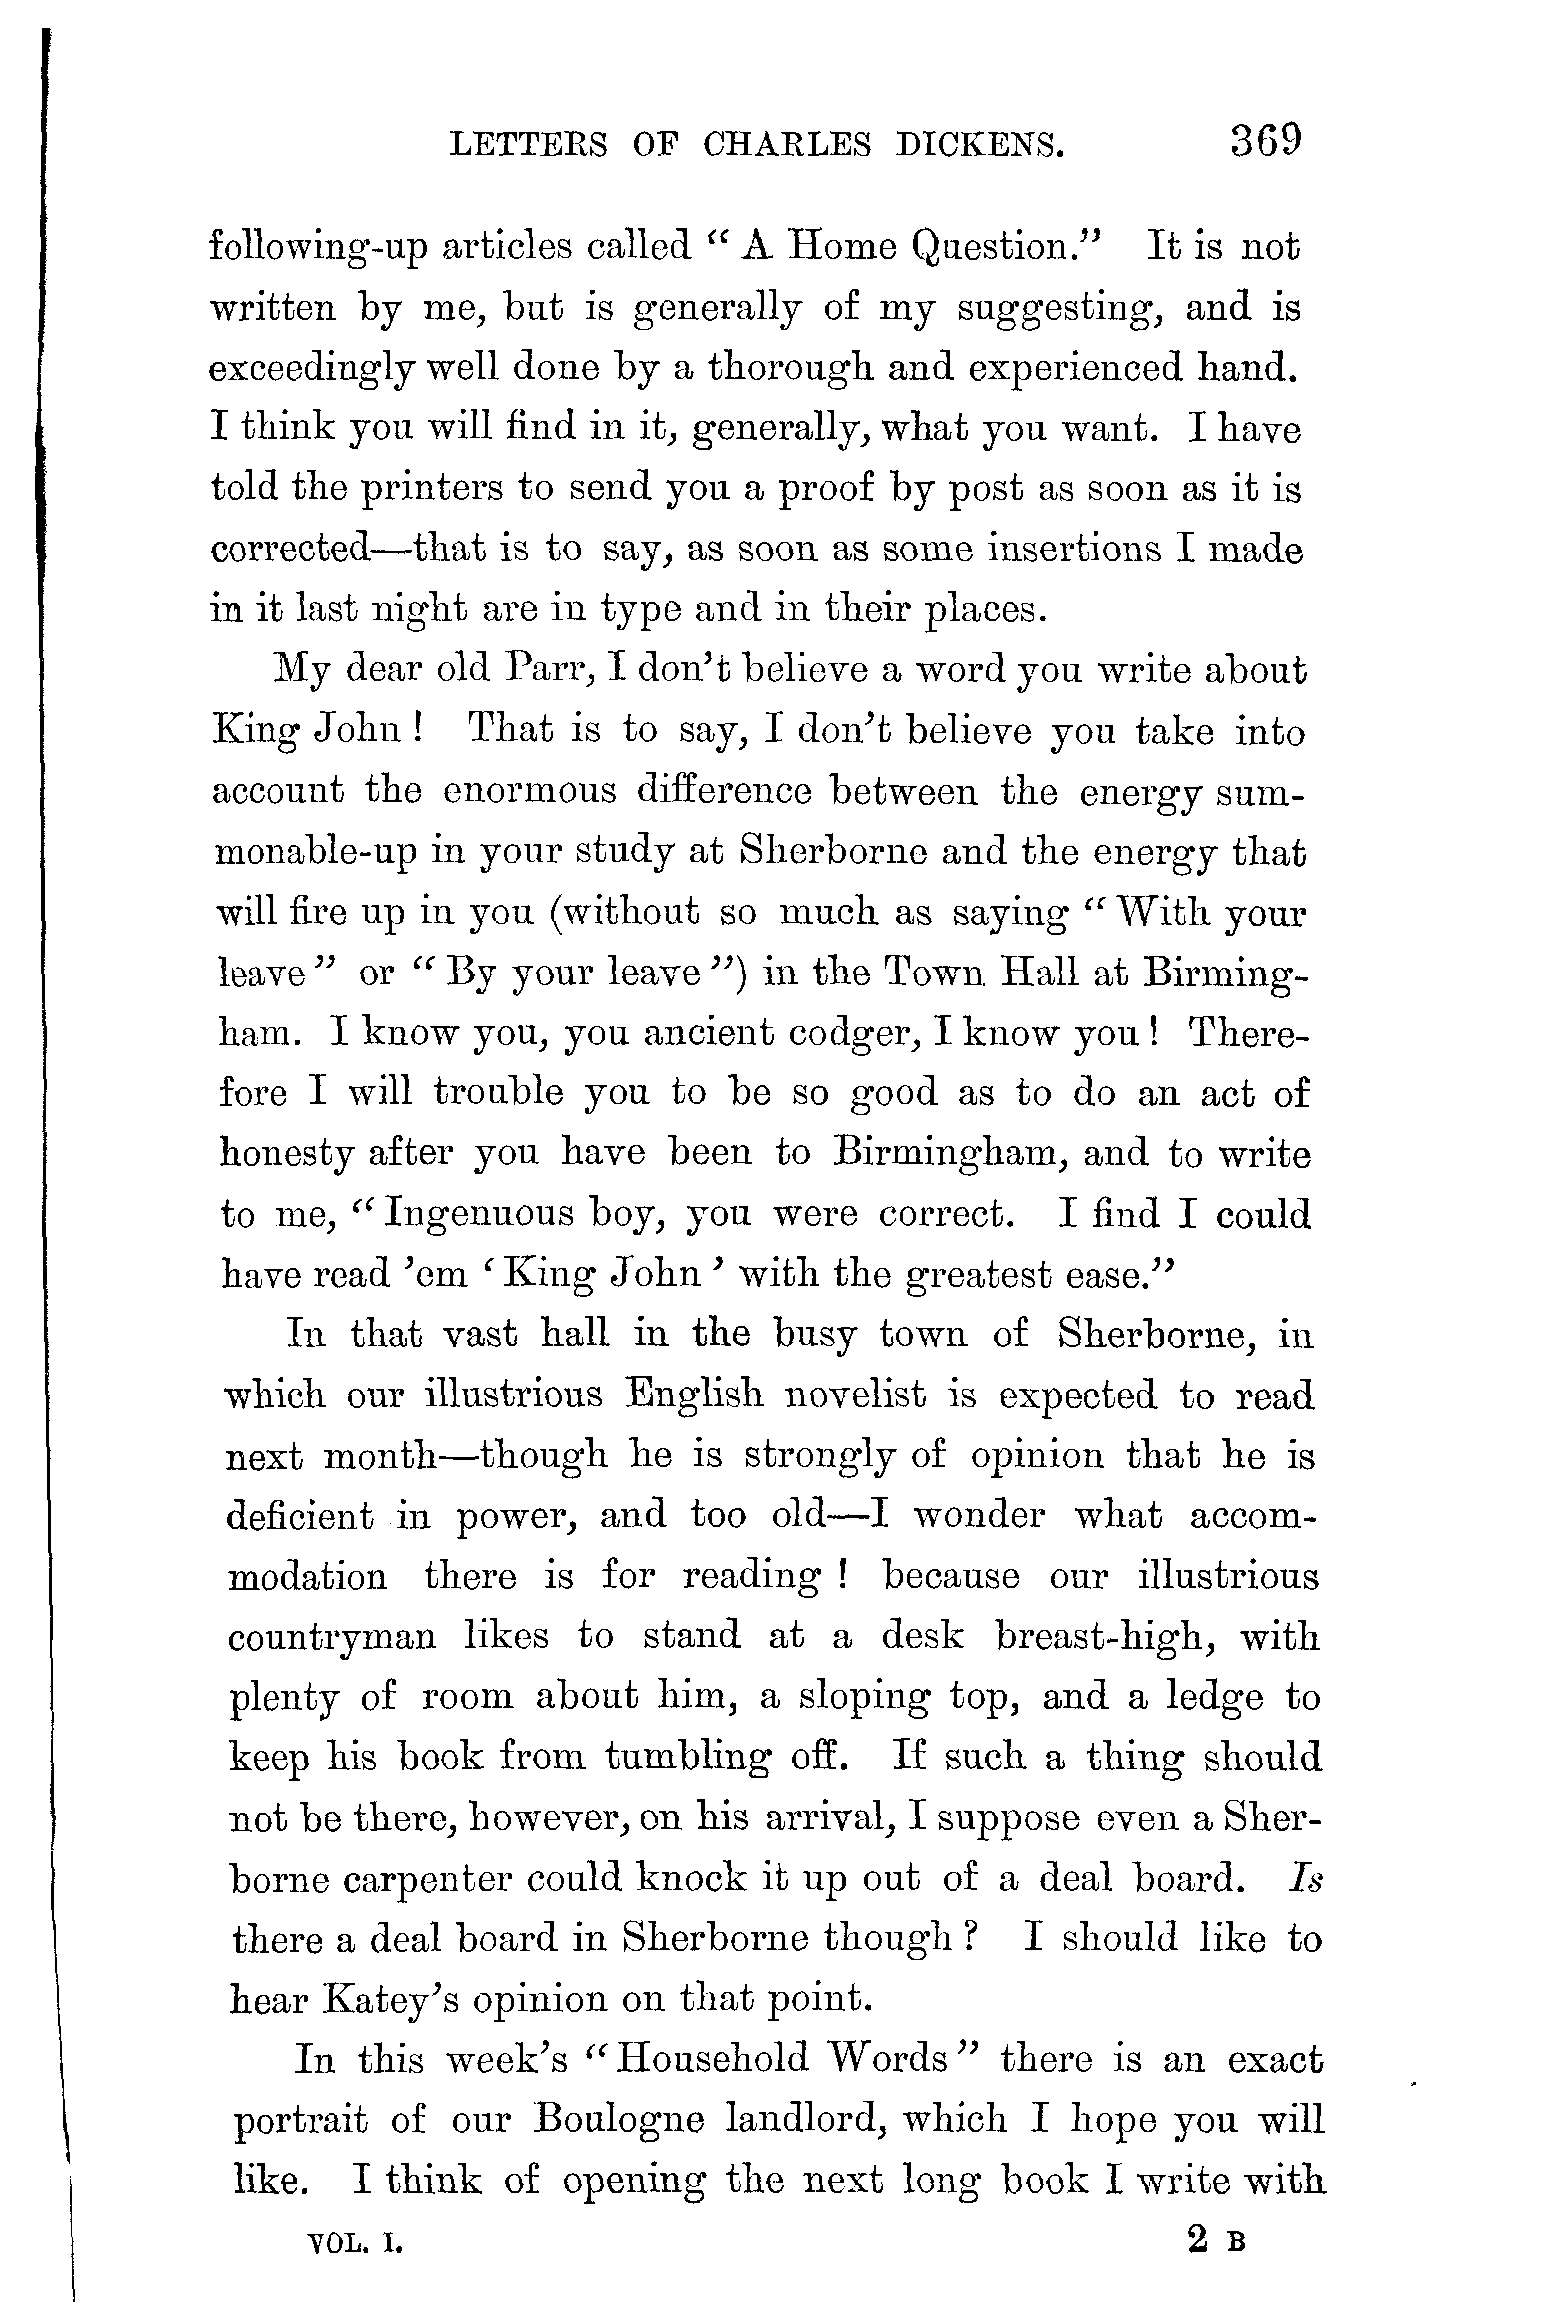 LETTERS OF CHARLES DICKENS. 369
following-up articles called “ A Home Question.” It is not
written by me, but is generally of my suggesting, and is
exceedingly well done by a thorough and experienced hand.
I think you will find in it, generally, what you want. I have
told the printers to send you a proof by post as soon as it is
corrected—that is to say, as soon as some insertions I made
in it last night are in type and in their places.
My dear old Parr, I don’t believe a word you write about
King John ! That is to say, I don’t believe you take into
account the enormous difference between the energy sum-
monable-up in your study at Sherborne and the energy that
will fire up in you (without so much as saying “ With your
leave ” or “ By your leave ”) in the Town Hall at Birming-
ham. I know you, you ancient codger, I know you ! There-
fore I will trouble you to be so good as to do an act of
honesty after you have been to Birmingham, and to write
to me, “ Ingenuous boy, you were correct. I find I could
have read ’em ‘ King John ’ with the greatest ease.”
In that vast hall in the busy town of Sherborne, in
which our illustrious English novelist is expected to read
next month—though he is strongly of opinion that he is
deficient in power, and too old—I wonder what accom-
modation there is for reading ! because our illustrious
countryman likes to stand at a desk breast-high, with
plenty of room about him, a sloping top, and a ledge to
keep his book from tumbling off. If such a thing should
not be there, however, on his arrival, I suppose even a Sher-
borne carpenter could knock it up out of a deal board. Is
there a deal board in Sherborne though ? I should like to
hear Katey’s opinion on that point.
In this week’s “ Household Words ” there is an exact
portrait of our Boulogne landlord, which I hope you will
like. I think of opening the next long book I write with
VOL. I. 2 B